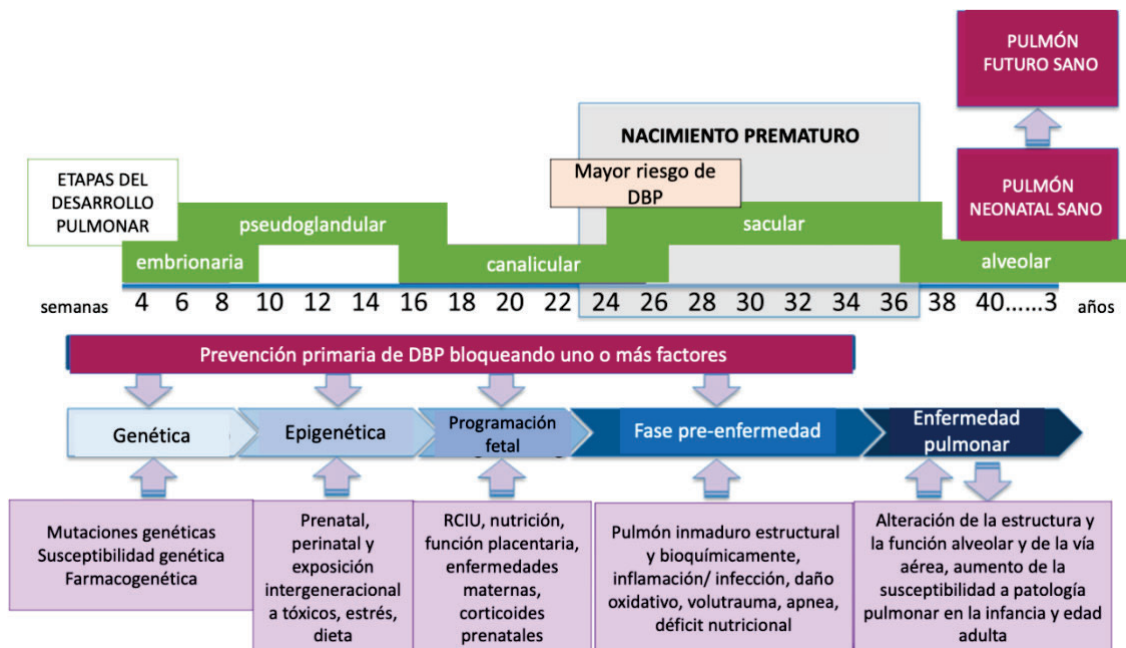 PULMÓN
FUTURO SANO
NACIMIENTO PREMATURO
ETAPAS DEL
DESARROLLO
PULMONAR
Mayor riesgo de
DBP
PULMÓN
NEONATAL SANO
pseudoglandular
sacular
embrionaria
canalicular
alveolar
semanas 4 6 8 10 12 14 16 18 20 22 24 26 28 30 32 34 36 38 40......3 años
Prevención primaria de DBP bloqueando uno o más factores
Genética
Epigenética
Programación
fetal
Fase pre-enfermedad
Enfermedad
pulmonar
Mutaciones genéticas
Susceptibilidad genética
Farmacogenética
Prenatal,
perinatal y
exposición
intergeneracional
a tóxicos, estrés,
dieta
RCIU, nutrición,
función placentaria,
enfermedades
maternas,
corticoides
prenatales
Pulmón inmaduro estructural
y bioquímicamente,
inflamación/ infección, daño
oxidativo, volutrauma, apnea,
déficit nutricional
Alteración de la estructura y
la función alveolar y de la vía
aérea, aumento de la
susceptibilidad a patología
pulmonar en la infancia y edad
adulta